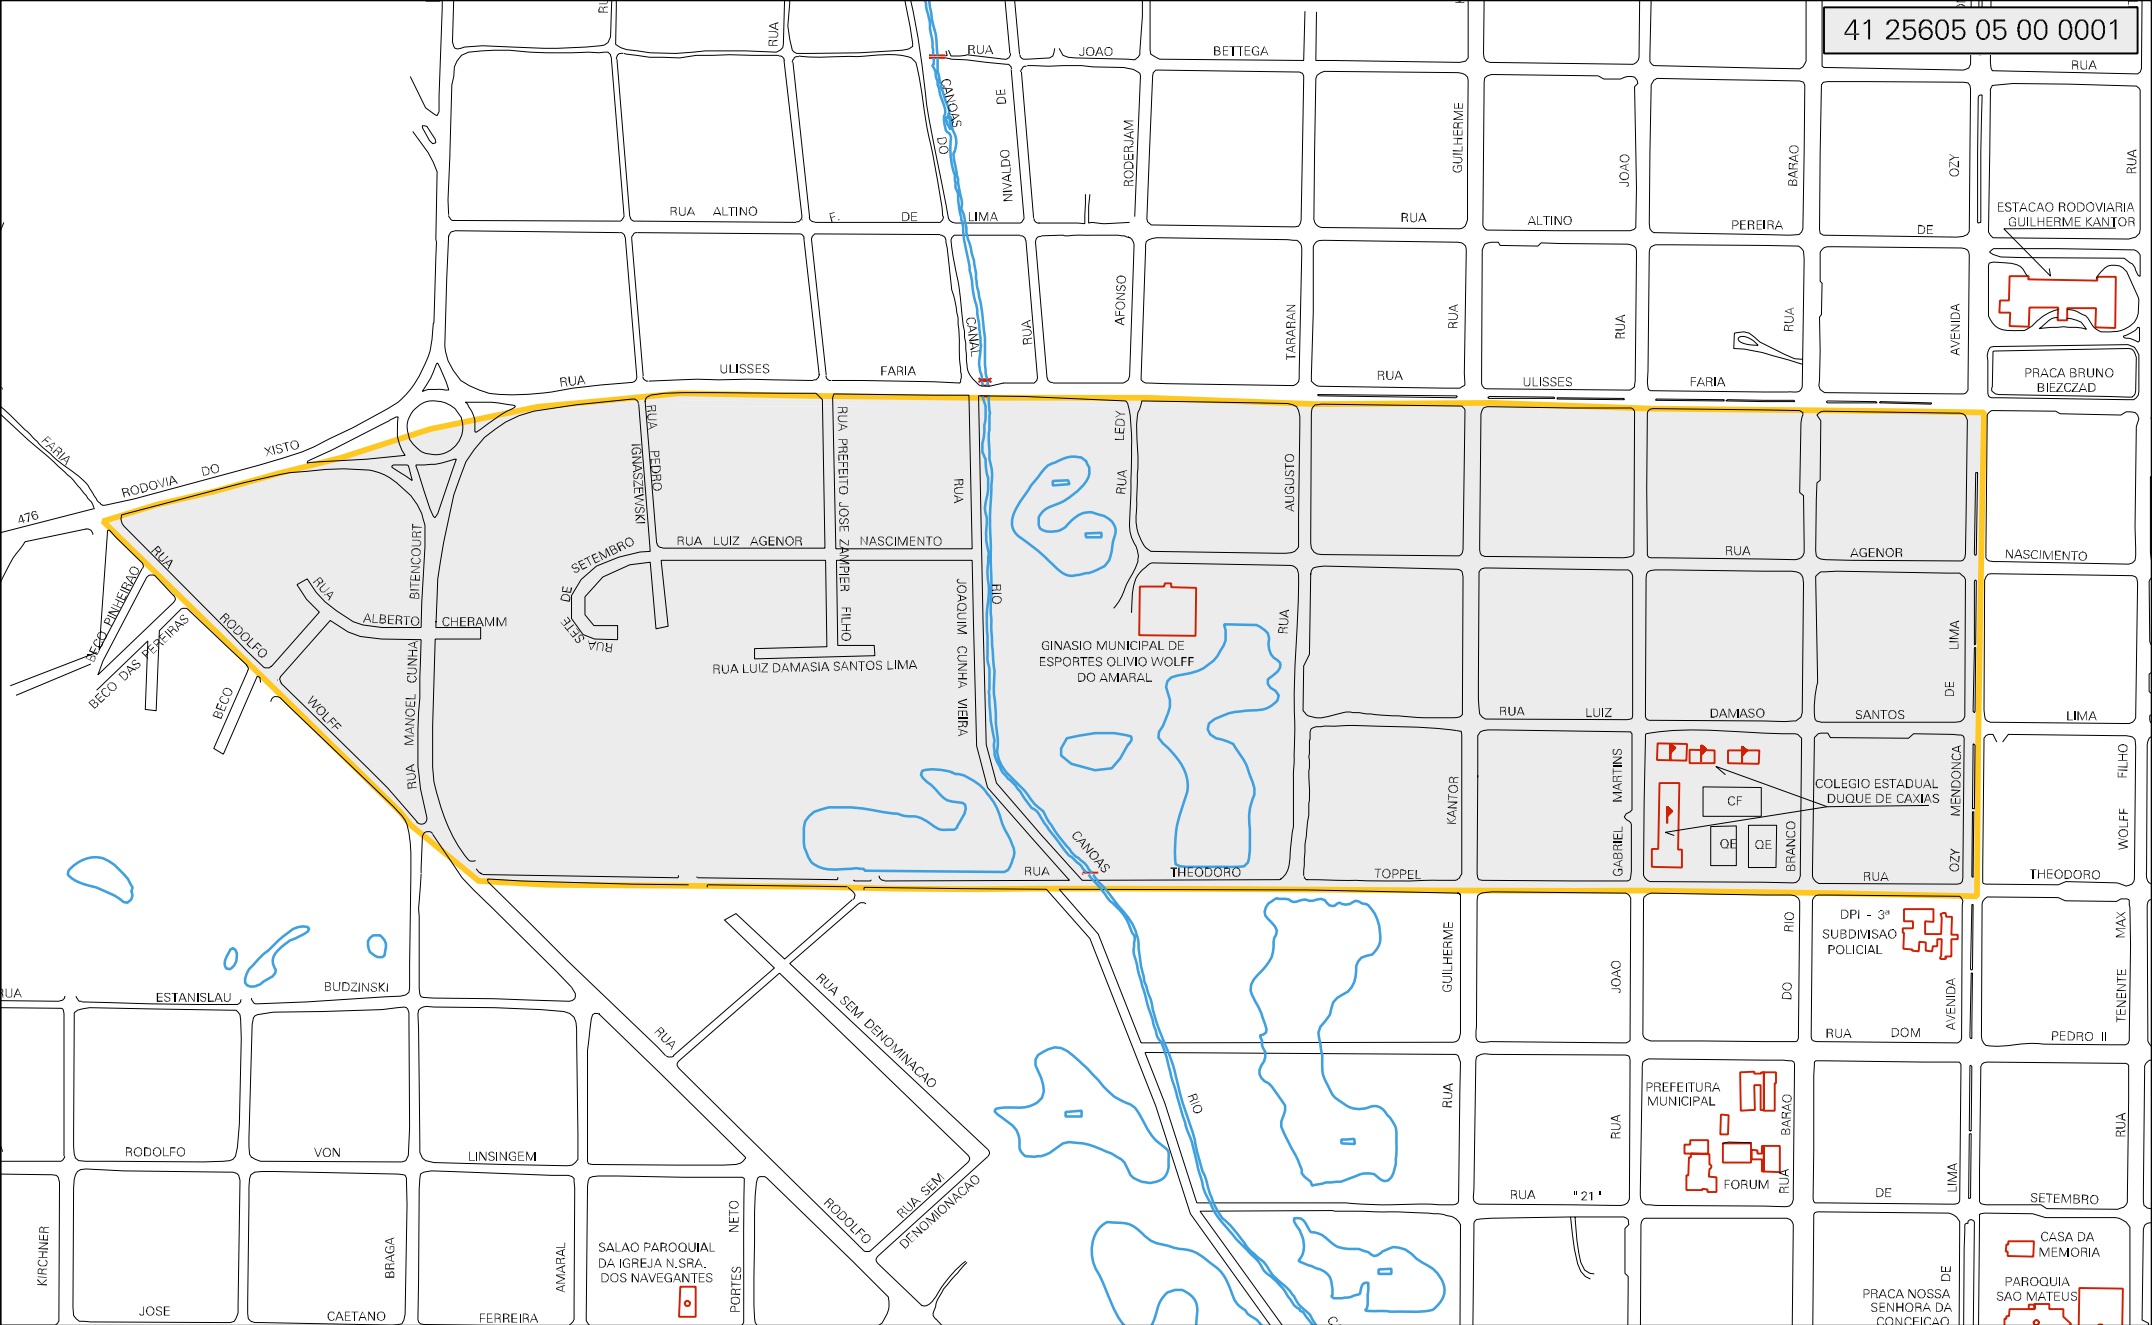 41 25605 05 00 0001
RUA
RUA JOAO BETTEGA
RUA
CANOAS
DO
DE
NIVALDO
RODERJAM
GUILHERME
JOAO
BARAO
OZY
RUA
ESTACAO RODOVIARIA
GUILHERME KANTOR
RUA ALTINO F. DE LIMA
RUA ALTINO PEREIRA DE
CANAL
RUA
AFONSO
TARARAN
RUA
RUA
RUA
AVENIDA
RUA ULISSES FARIA
RUA ULISSES FARIA
PRACA BRUNO
BIEZCZAD
FARIA
476
RODOVIA DO XISTO
RUA PEDRO
IGNASZEWSKI
RUA PREFEITO JOSE ZAMPIER FILHO
RUA
LEDY
RUA
AUGUSTO
BITENCOURT
RUA LUIZ AGENOR NASCIMENTO
RUA AGENOR NASCIMENTO
RUA SETE DE SETEMBRO
RUA
RODOLFO
WOLFF
BECO PINHEIRAO
BECO DAS PEREIRAS
BECO
RUA ALBERTO CHERAMM
RUA MANOEL CUNHA
RUA LUIZ DAMASIA SANTOS LIMA
JOAQUIM CUNHA VIEIRA
RIO
GINASIO MUNICIPAL DE
ESPORTES OLIVIO WOLFF
DO AMARAL
RUA
LIMA
DE
RUA LUIZ DAMASO SANTOS LIMA
KANTOR
GABRIEL MARTINS
COLEGIO ESTADUAL
DUQUE DE CAXIAS
CF
QE
QE
BRANCO
OZY MENDONCA
WOLFF FILHO
CANOAS
RUA THEODORO TOPPEL RUA THEODORO
GUILHERME
JOAO
DO RIO
DPI - 3ª
SUBDIVISAO
POLICIAL
AVENIDA
TENENTE MAX
RUA ESTANISLAU BUDZINSKI
RUA SEM DENOMINACAO
RUA
RUA DOM PEDRO II
RIO
RUA
RUA
PREFEITURA
MUNICIPAL
BARAO
RUA
FORUM
RUA
LIMA
RODOLFO VON LINSINGEM
RUA SEM
DENOMIONACAO
RODOLFO
RUA "21" DE SETEMBRO
KIRCHNER
BRAGA
AMARAL
PORTES NETO
SALAO PAROQUIAL
DA IGREJA N.SRA.
DOS NAVEGANTES
JOSE CAETANO FERREIRA
DE
CASA DA
MEMORIA
PAROQUIA
SAO MATEUS
PRACA NOSSA
SENHORA DA
CONCEICAO